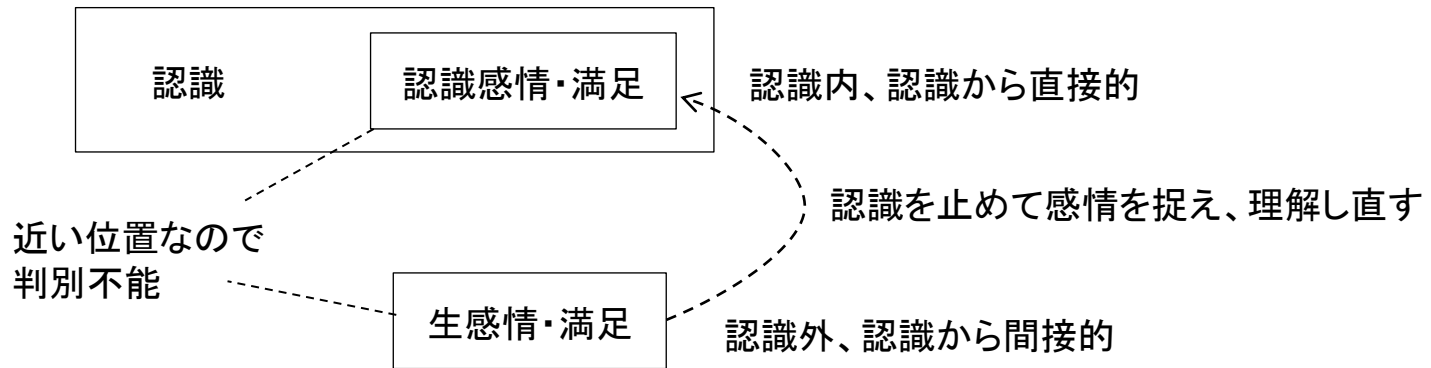 認識
認識感情・満足
認識内、認識から直接的
認識を止めて感情を捉え、理解し直す
近い位置なので
判別不能
生感情・満足
認識外、認識から間接的